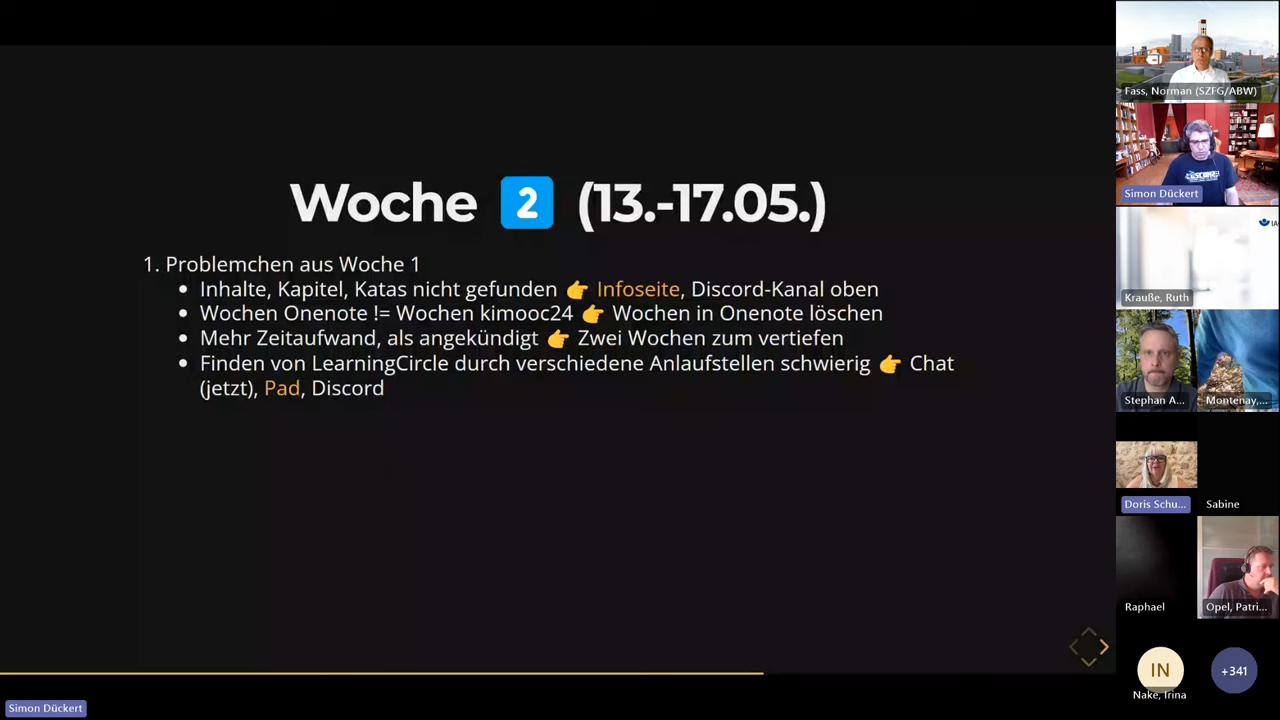 Woche 2 (13.-17.05.)
1. Problemchen aus Woche 1
• Inhalte, Kapitel, Katas nicht gefunden 👉 Infoseite, Discord-Kanal oben
• Wochen Onenote != Wochen kimooc24 👉 Wochen in Onenote löschen
• Mehr Zeitaufwand, als angekündigt 👉 Zwei Wochen zum vertiefen
• Finden von LearningCircle durch verschiedene Anlaufstellen schwierig 👉 Chat
(jetzt), Pad, Discord
Simon Dückert
Fass, Norman (SZFG/ABW)
Simon Dückert
Krauße, Ruth
Stephan A...
Montenay,...
Doris Schu...
Sabine
Raphael
Opel, Patri...
IN
+341
Nake, Irina